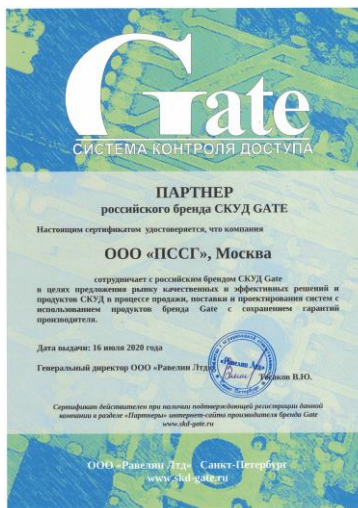 Gate
СИСТЕМА КОНТРОЛЯ ДОСТУПА
ПАРТНЕР
российского бренда СКУД GATE
Настоящим сертификатом удостоверяется, что компания
ООО «ПССГ», Москва
сотрудничает с российским брендом СКУД Gate
в целях предложения рынку качественных и эффективных решений и
продуктов СКУД в процессе продажи, поставки и проектирования систем с
использованием продуктов бренда Gate с сохранением гарантий
производителя.
Дата выдачи: 16 июля 2020 года
Генеральный директор ООО «Равелин Лтд»
«Равелин Лтд»
Санкт-Петербург
В.Ю.
Сертификат действителен при наличии подтверждающей регистрации данной
компании в разделе «Партнеры» интернет-сайта производителя бренда Gate
www.skd-gate.ru
ООО «Равелин Лтд» Санкт-Петербург
www.skd-gate.ru